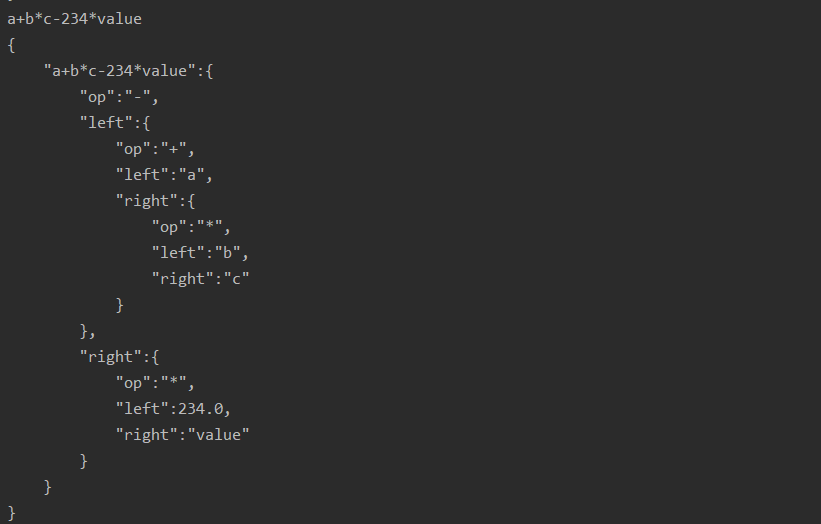 a+b*c-234*value
{
    "a+b*c-234*value":{
        "op":"-",
        "left":{
            "op":"+",
            "left":"a",
            "right":{
                "op":"*",
                "left":"b",
                "right":"c"
            }
        },
        "right":{
            "op":"*",
            "left":234.0,
            "right":"value"
        }
    }
}